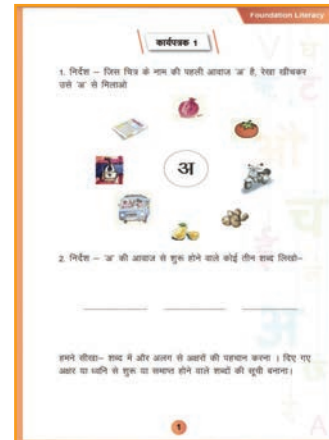 Foundation Literacy
कार्यपत्रक 1
1. निर्देश – जिस चित्र के नाम की पहली आवाज 'अ' है, रेखा खींचकर
उसे 'अ' से मिलाओ
अ
2. निर्देश – 'अ' की आवाज से शुरू होने वाले कोई तीन शब्द लिखो–
हमने सीखा– शब्द में और अलग से अक्षरों की पहचान करना । दिए गए
अक्षर या ध्वनि से शुरू या समाप्त होने वाले शब्दों की सूची बनाना।
1